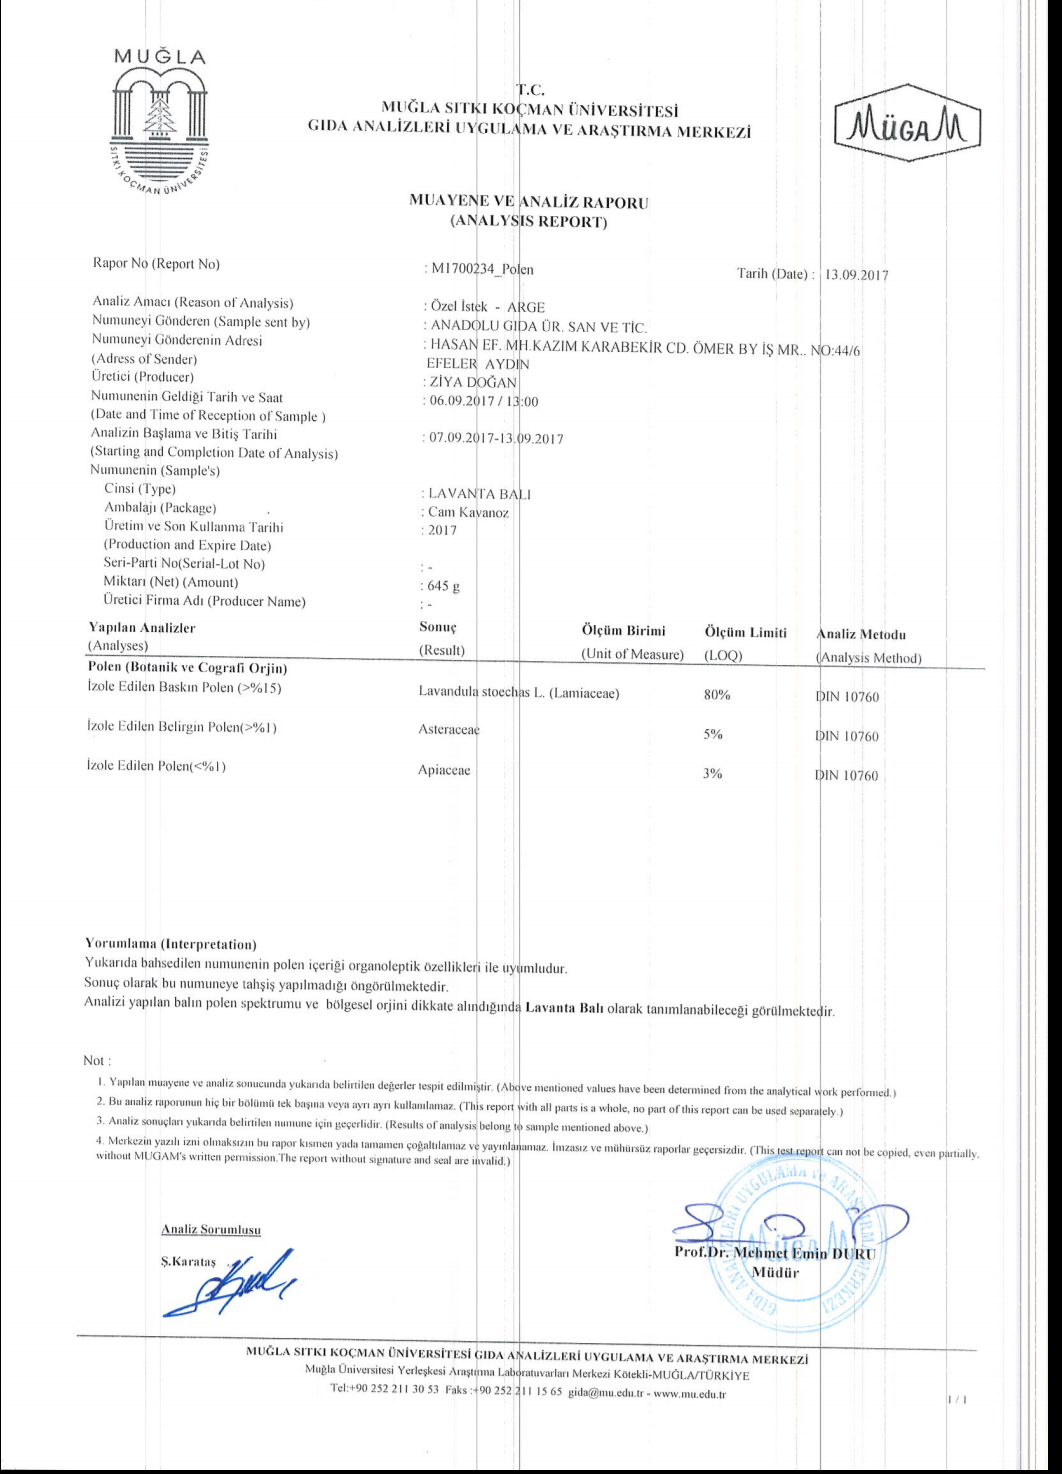 MUĞLA
SITKI KOÇMAN ÜNİVERSİTESİ
T.C.
MUĞLA SITKI KOÇMAN ÜNİVERSİTESİ
GIDA ANALİZLERİ UYGULAMA VE ARAŞTIRMA MERKEZİ
MÜGAM
MUAYENE VE ANALİZ RAPORU
(ANALYSIS REPORT)
Rapor No (Report No) : M1700234_Polen Tarih (Date) : 13.09.2017
Analiz Amacı (Reason of Analysis) : Özel İstek - ARGE
Numuneyi Gönderen (Sample sent by) : ANADOLU GIDA ÜR. SAN VE TİC.
Numuneyi Gönderenin Adresi : HASAN EF. MH.KAZIM KARABEKİR CD. ÖMER BY İŞ MR.. NO:44/6
(Adress of Sender) EFELER AYDIN
Üretici (Producer) : ZİYA DOĞAN
Numunenin Geldiği Tarih ve Saat : 06.09.2017 / 13:00
(Date and Time of Reception of Sample )
Analizin Başlama ve Bitiş Tarihi : 07.09.2017-13.09.2017
(Starting and Completion Date of Analysis)
Numunenin (Sample's)
Cinsi (Type) : LAVANTA BALI
Ambalajı (Package) : Cam Kavanoz
Üretim ve Son Kullanma Tarihi : 2017
(Production and Expire Date)
Seri-Parti No(Serial-Lot No) : -
Miktarı (Net) (Amount) : 645 g
Üretici Firma Adı (Producer Name) : -
Yapılan Analizler Sonuç Ölçüm Birimi Ölçüm Limiti Analiz Metodu
(Analyses) (Result) (Unit of Measure) (LOQ) (Analysis Method)
Polen (Botanik ve Cografi Orjin)
İzole Edilen Baskın Polen (>%15) Lavandula stoechas L. (Lamiaceae) 80% DIN 10760
İzole Edilen Belirgin Polen(>%1) Asteraceae 5% DIN 10760
İzole Edilen Polen(<%1) Apiaceae 3% DIN 10760
Yorumlama (Interpretation)
Yukarıda bahsedilen numunenin polen içeriği organoleptik özellikleri ile uyumludur.
Sonuç olarak bu numuneye tahşiş yapılmadığı öngörülmektedir.
Analizi yapılan balın polen spektrumu ve bölgesel orjini dikkate alındığında Lavanta Balı olarak tanımlanabileceği görülmektedir.
Not :
1. Yapılan muayene ve analiz sonucunda yukarıda belirtilen değerler tespit edilmiştir. (Above mentioned values have been determined from the analytical work performed.)
2. Bu analiz raporunun hiç bir bölümü tek başına veya ayrı ayrı kullanılamaz. (This report with all parts is a whole, no part of this report can be used separately.)
3. Analiz sonuçları yukarıda belirtilen numune için geçerlidir. (Results of analysis belong to sample mentioned above.)
4. Merkezin yazılı izni olmaksızın bu rapor kısmen yada tamamen çoğaltılamaz ve yayınlanamaz. İmzasız ve mühürsüz raporlar geçersizdir. (This test report can not be copied, even partially,
without MUGAM's written permission.The report without signature and seal are invalid.)
GIDA ANALİZLERİ UYGULAMA ve ARAŞTIRMA MERKEZİ
MÜGAM
Analiz Sorumlusu
Ş.Karataş
Prof.Dr. Mehmet Emin DURU
Müdür
MUĞLA SITKI KOÇMAN ÜNİVERSİTESİ GIDA ANALİZLERİ UYGULAMA VE ARAŞTIRMA MERKEZİ
Muğla Üniversitesi Yerleşkesi Araştırma Laboratuvarları Merkezi Kötekli-MUĞLA/TÜRKİYE
Tel:+90 252 211 30 53 Faks :+90 252 211 15 65 gida@mu.edu.tr - www.mu.edu.tr
1 / 1